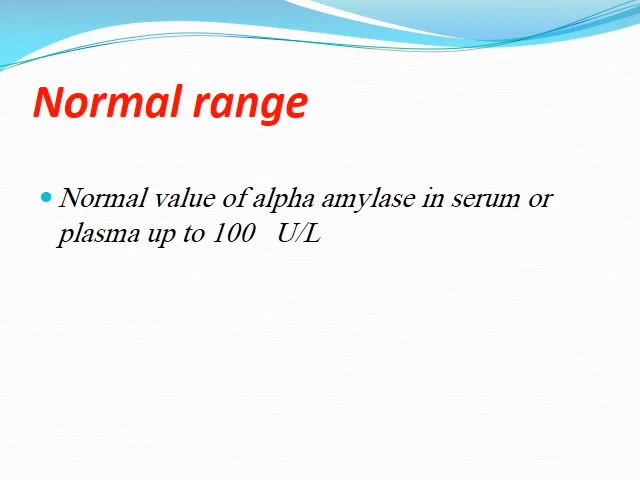 Normal range
Normal value of alpha amylase in serum or
plasma up to 100 U/L